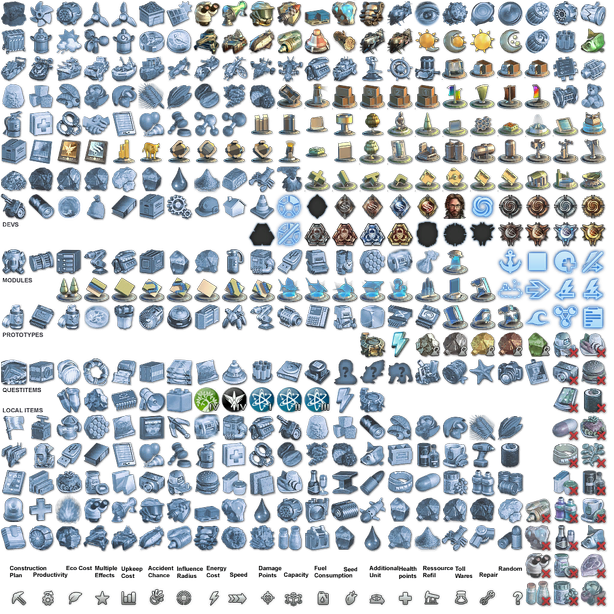 DEVS
MODULES
PROTOTYPES
QUESTITEMS
LOCAL ITEMS
Construction Plan
Productivity
Eco Cost
Multiple Effects
Upkeep Cost
Accident Chance
Influence Radius
Energy Cost
Speed
Damage Points
Capacity
Fuel Consumption
Seed
Additional Unit
Health points
Ressource Refil
Toll Wares
Repair
Random